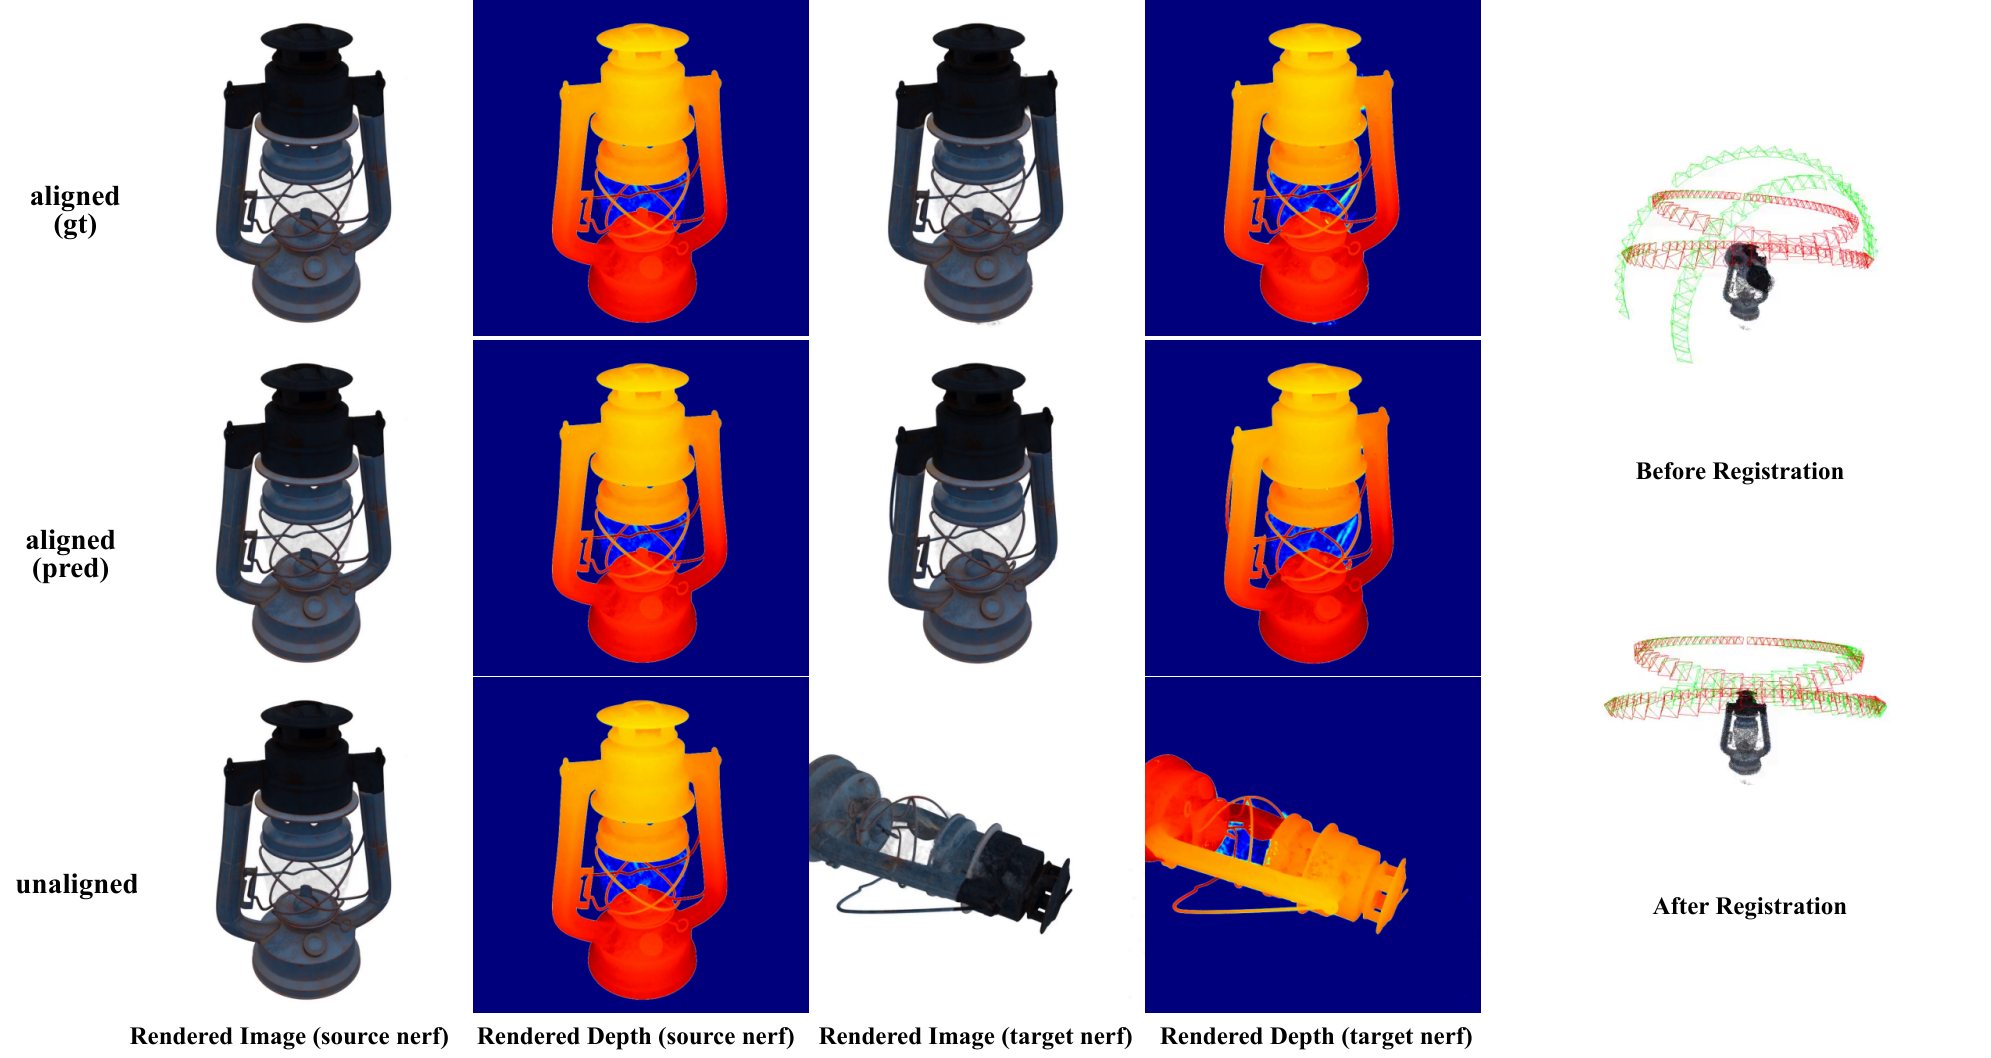 aligned
(gt)
Before Registration
aligned
(pred)
unaligned
After Registration
Rendered Image (source nerf)
Rendered Depth (source nerf)
Rendered Image (target nerf)
Rendered Depth (target nerf)